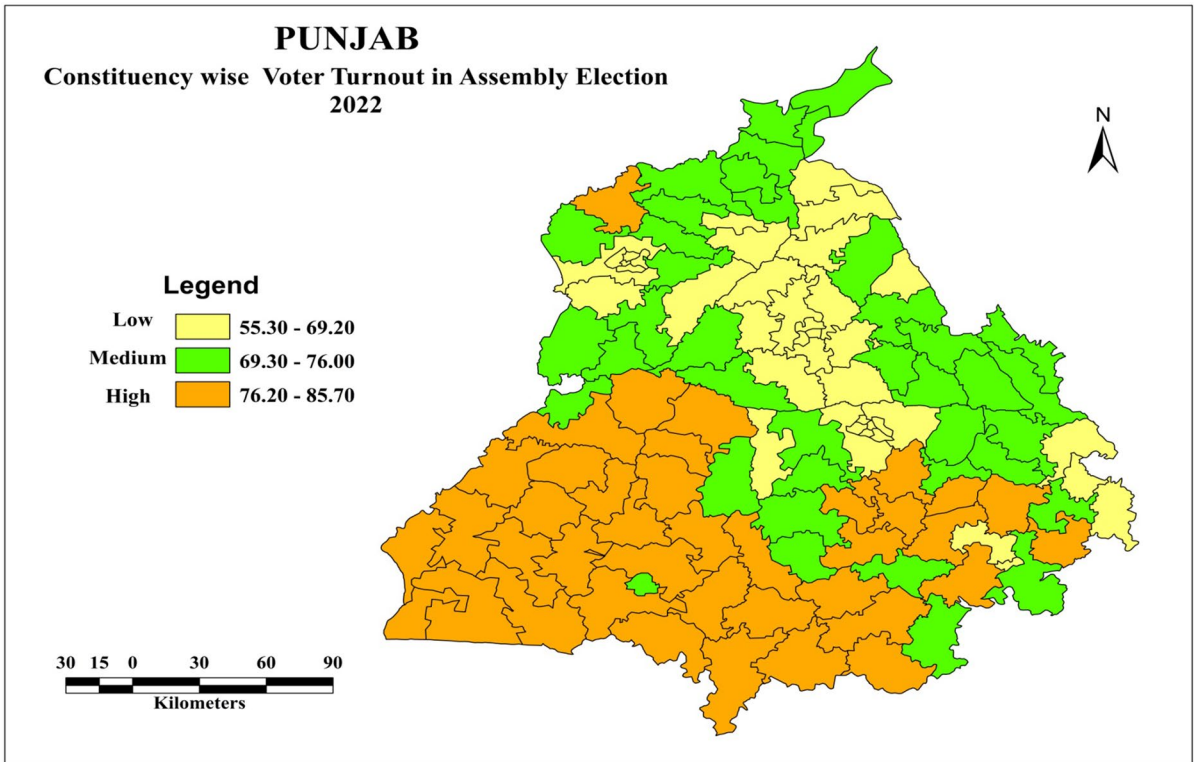 PUNJAB
Constituency wise Voter Turnout in Assembly Election
2022
N
Legend
Low 55.30 - 69.20
Medium 69.30 - 76.00
High 76.20 - 85.70
30 15 0 30 60 90
Kilometers